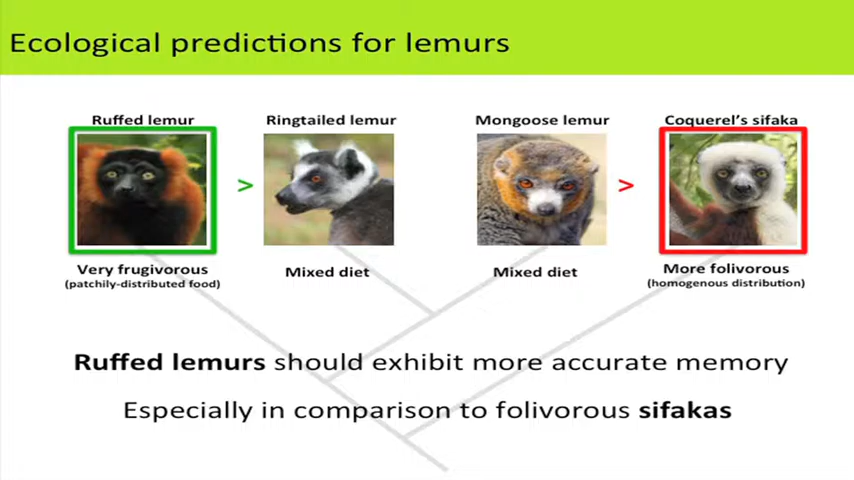 Ecological predictions for lemurs
Ruffed lemur
Ringtailed lemur
Mongoose lemur
Coquerel's sifaka
>
>
Very frugivorous
(patchily-distributed food)
Mixed diet
Mixed diet
More folivorous
(homogenous distribution)
Ruffed lemurs should exhibit more accurate memory
Especially in comparison to folivorous sifakas